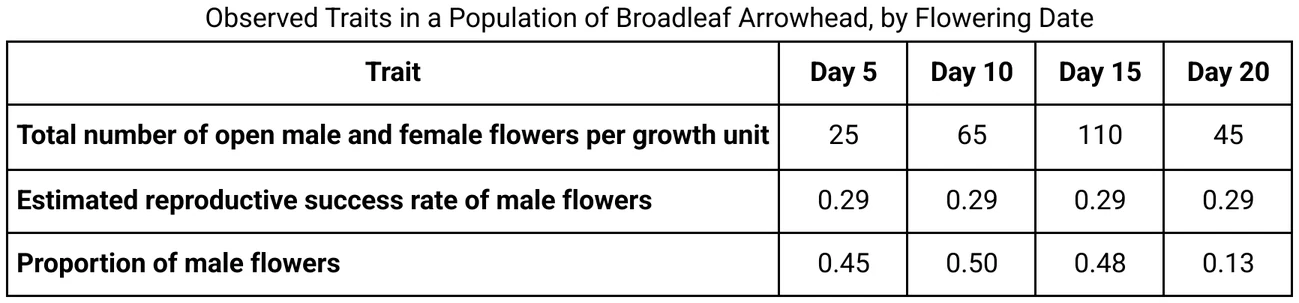 Observed Traits in a Population of Broadleaf Arrowhead, by Flowering Date
Trait Day 5 Day 10 Day 15 Day 20
Total number of open male and female flowers per growth unit 25 65 110 45
Estimated reproductive success rate of male flowers 0.29 0.29 0.29 0.29
Proportion of male flowers 0.45 0.50 0.48 0.13